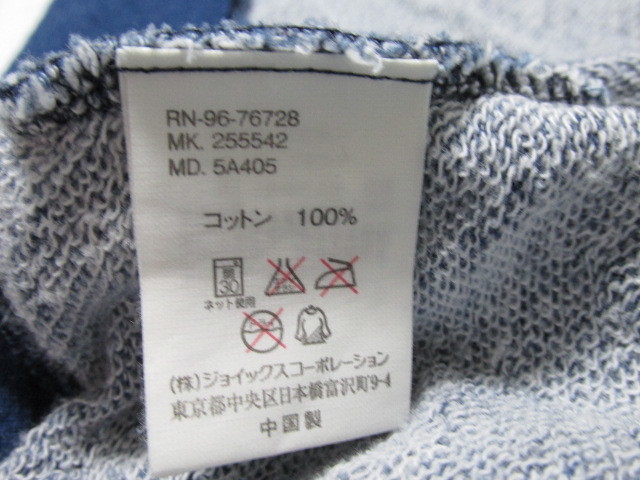 RN-96-76728
MK. 255542
MD. 5A405
コットン 100%
30
ネット使用
(株)ジョイックスコーポレーション
東京都中央区日本橋富沢町9-4
中国製